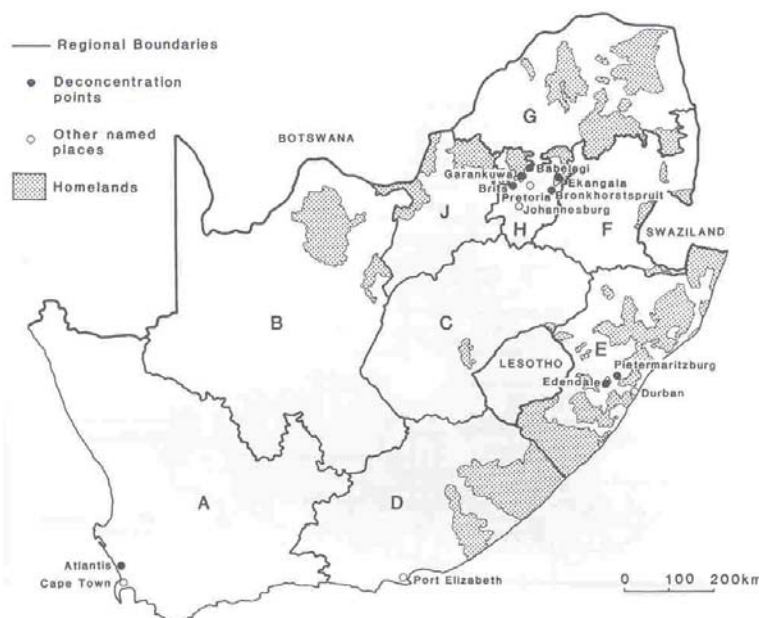 Regional Boundaries
Deconcentration
points
Other named
places
Homelands
BOTSWANA
G
Garankuwa
Babelegi
Brits
Ekangala
Pretoria
Bronkhorstspruit
Johannesburg
J
H
F
SWAZILAND
B
C
E
LESOTHO
Pietermaritzburg
Edendale
Durban
A
D
Atlantis
Cape Town
Port Elizabeth
0 100 200km